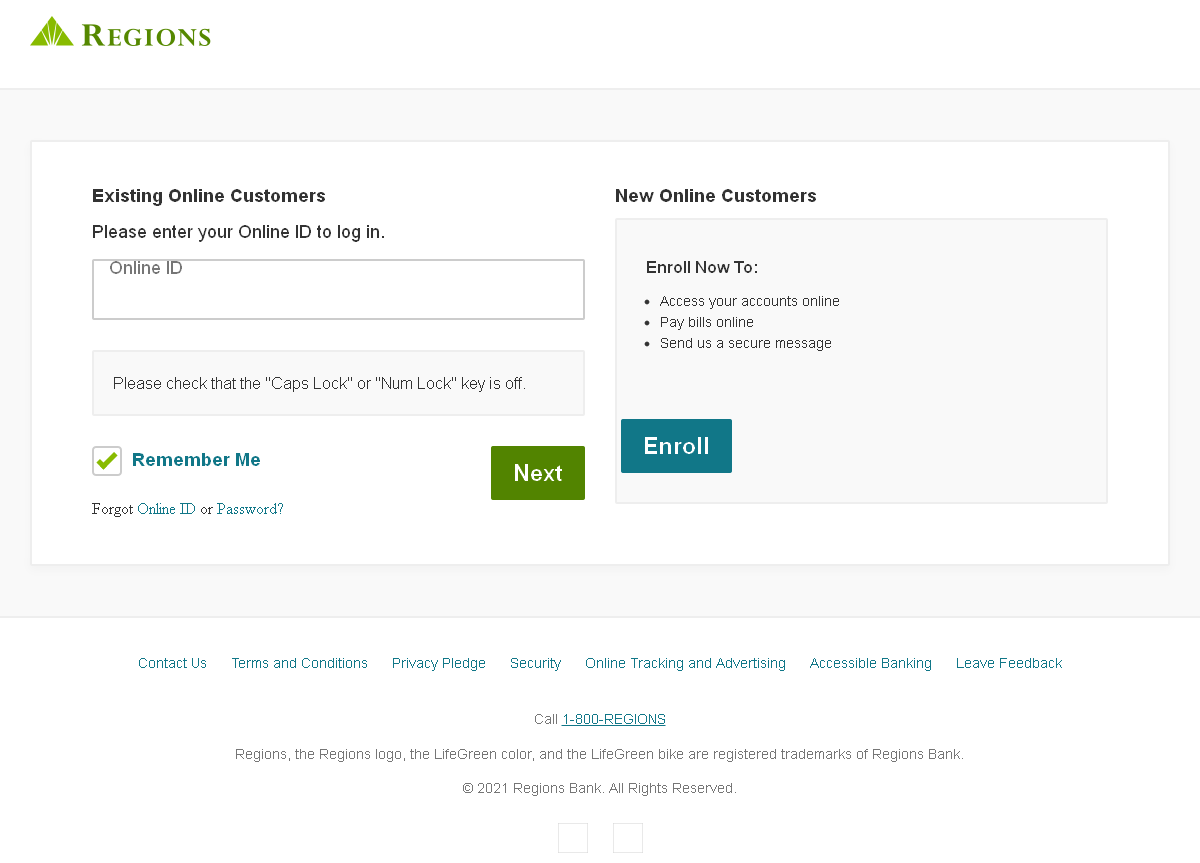 REGIONS
Existing Online Customers
Please enter your Online ID to log in.
Online ID
Please check that the "Caps Lock" or "Num Lock" key is off.
Remember Me
Next
Forgot Online ID or Password?
New Online Customers
Enroll Now To:
• Access your accounts online
• Pay bills online
• Send us a secure message
Enroll
Contact Us Terms and Conditions Privacy Pledge Security Online Tracking and Advertising Accessible Banking Leave Feedback
Call 1-800-REGIONS
Regions, the Regions logo, the LifeGreen color, and the LifeGreen bike are registered trademarks of Regions Bank.
© 2021 Regions Bank. All Rights Reserved.